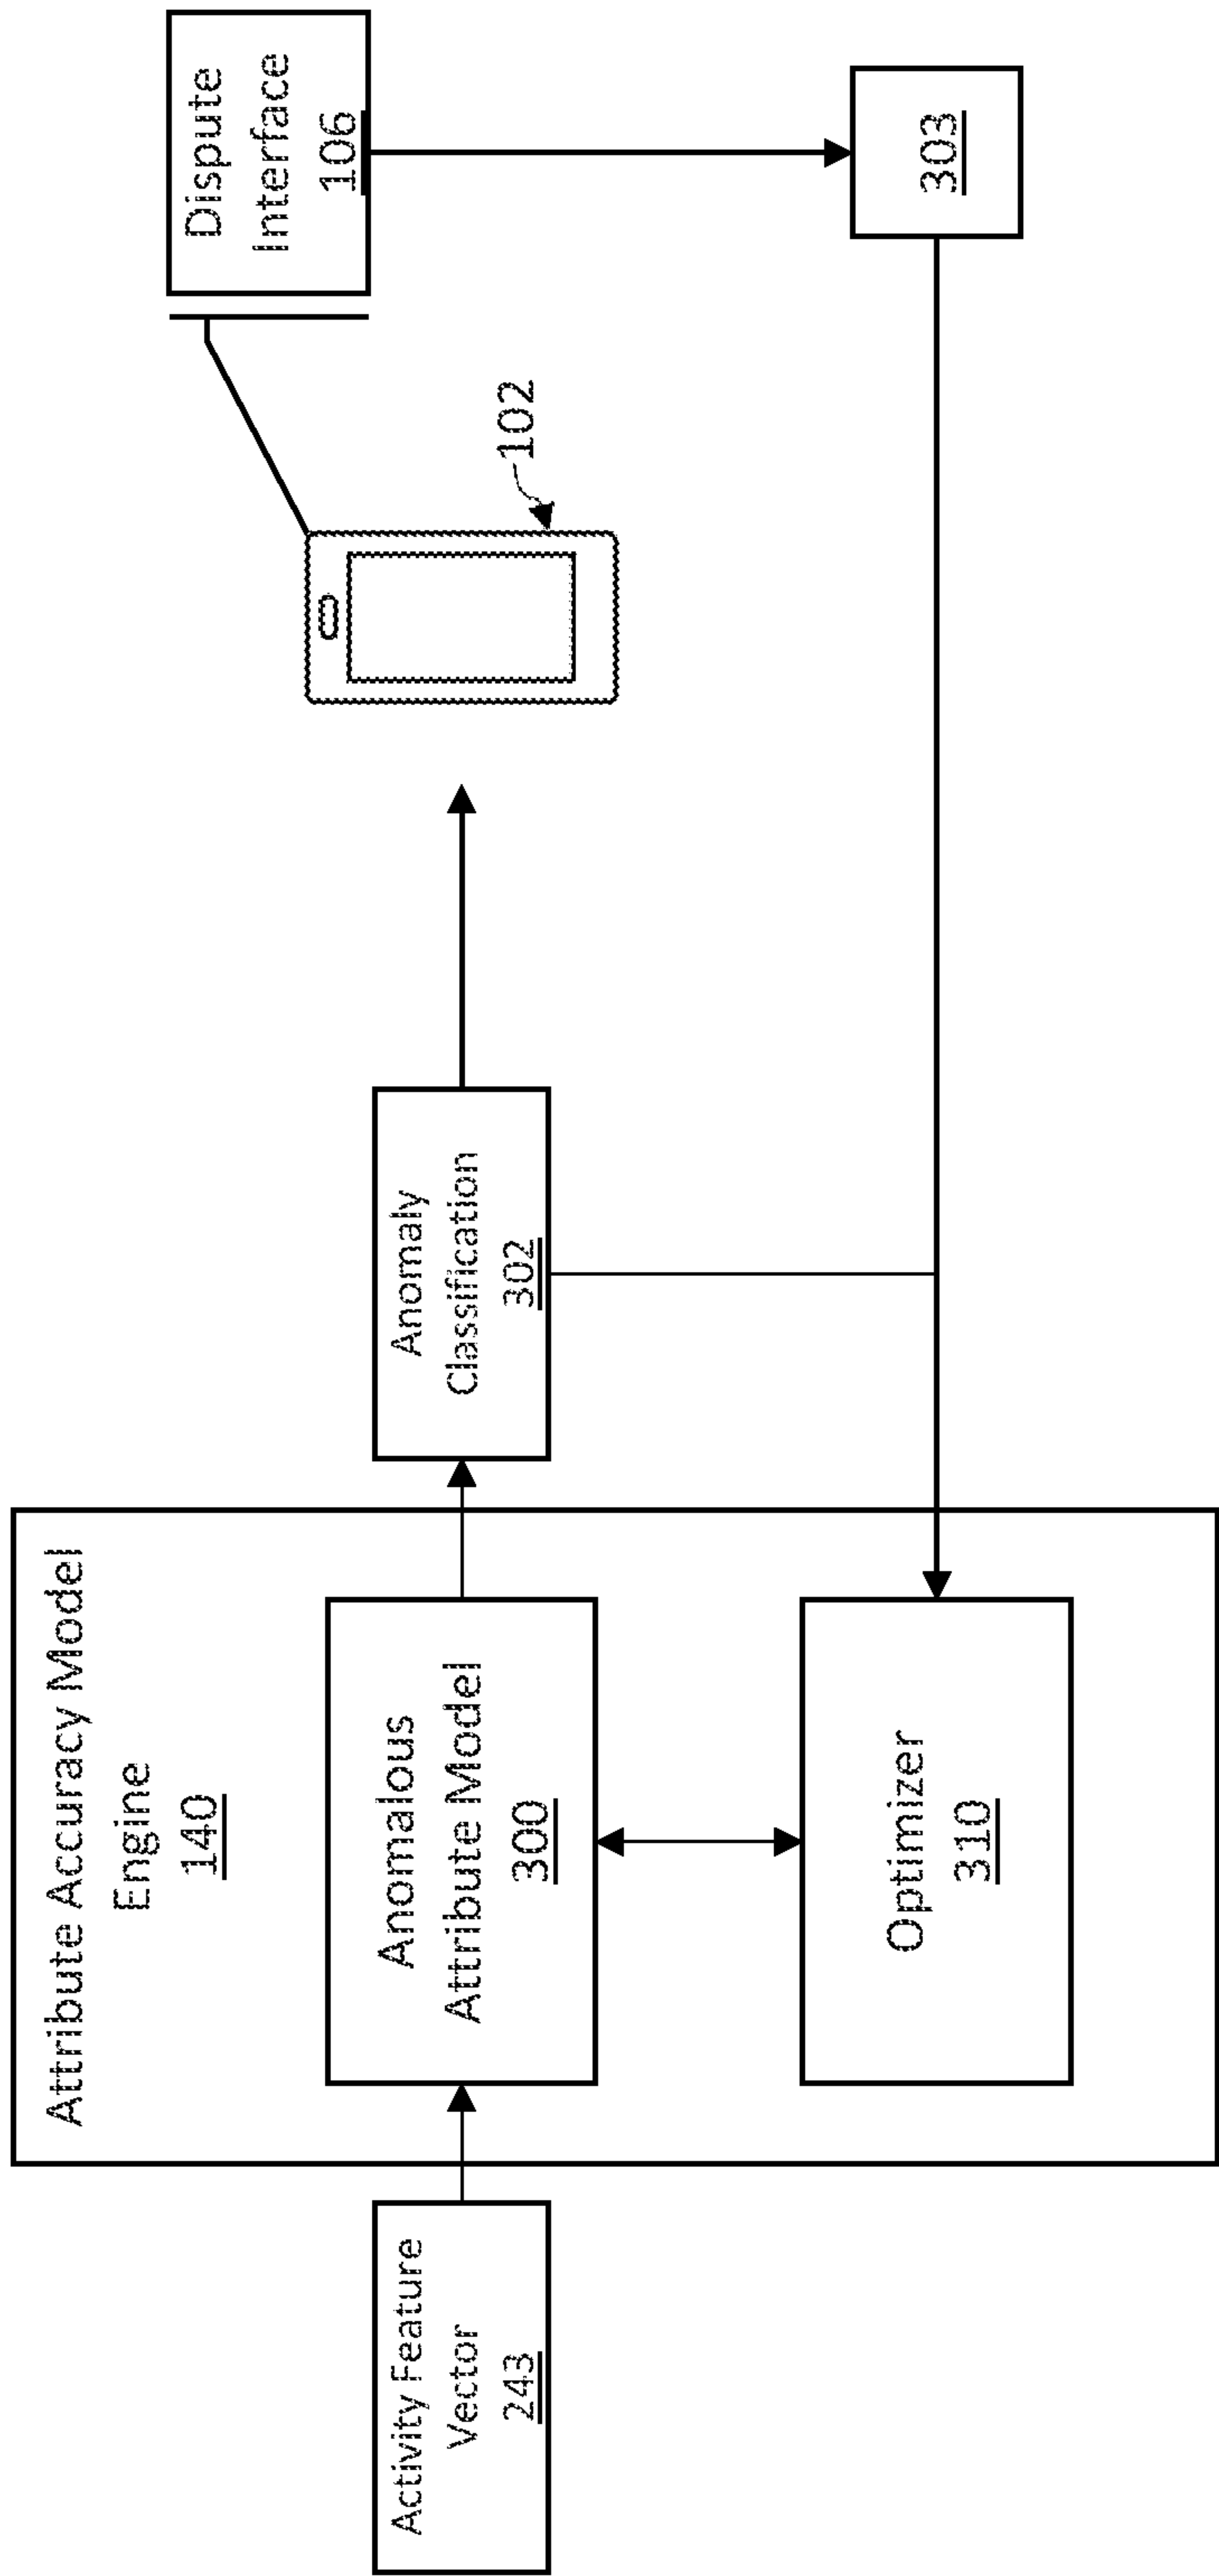 Attribute Accuracy Model
Engine
140
Activity Feature
Vector
243
Anomalous
Attribute Model
300
Optimizer
310
Anomaly
Classification
302
102
Dispute
Interface
106
303